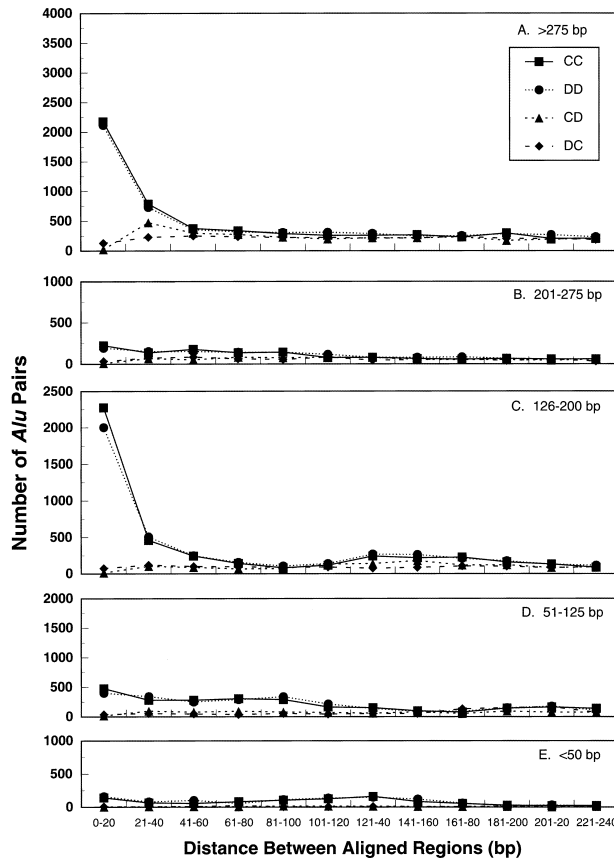 4000
3500
3000
2500
2000
1500
1000
500
0
A. >275 bp
CC
DD
CD
DC
1000
500
0
B. 201-275 bp
2500
2000
1500
1000
500
0
C. 126-200 bp
2000
1500
1000
500
0
D. 51-125 bp
1000
500
0
E. <50 bp
0-20 21-40 41-60 61-80 81-100 101-120 121-40 141-160 161-80 181-200 201-20 221-240
Number of Alu Pairs
Distance Between Aligned Regions (bp)